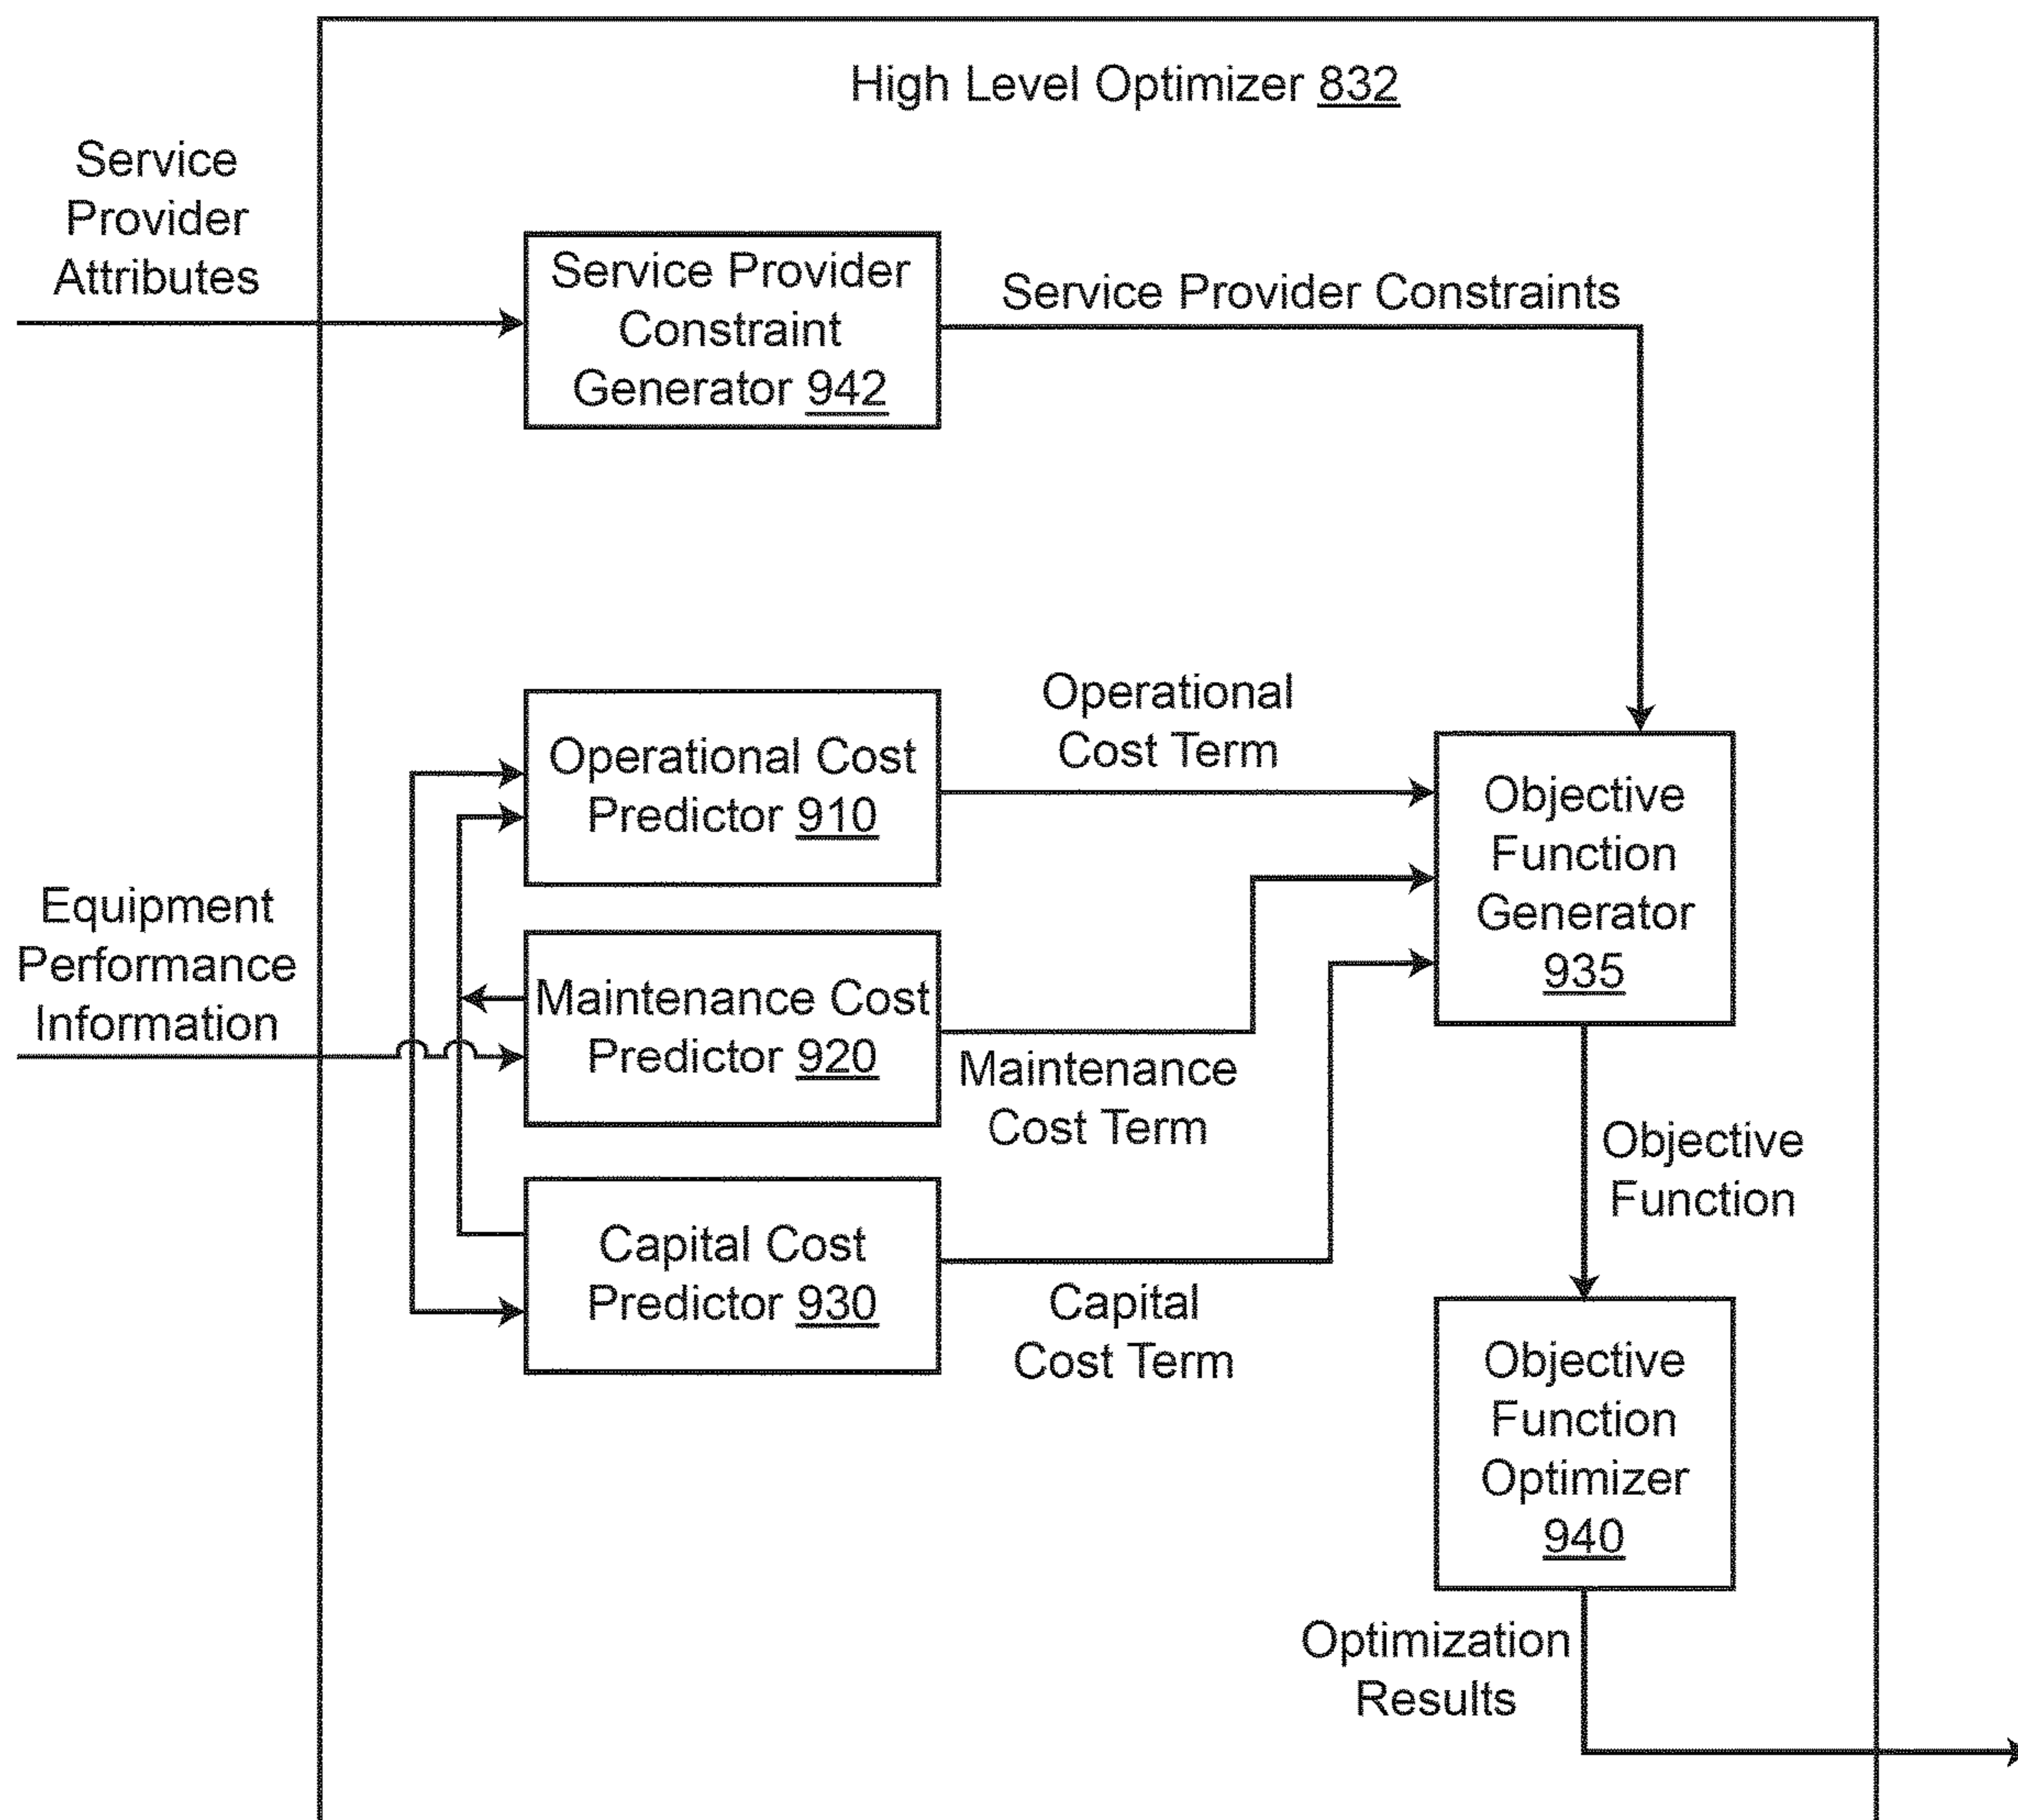 High Level Optimizer 832
Service
Provider
Attributes
Service Provider
Constraint
Generator 942
Service Provider Constraints
Operational Cost
Predictor 910
Operational
Cost Term
Equipment
Performance
Information
Maintenance Cost
Predictor 920
Maintenance
Cost Term
Capital Cost
Predictor 930
Capital
Cost Term
Objective
Function
Generator
935
Objective
Function
Objective
Function
Optimizer
940
Optimization
Results